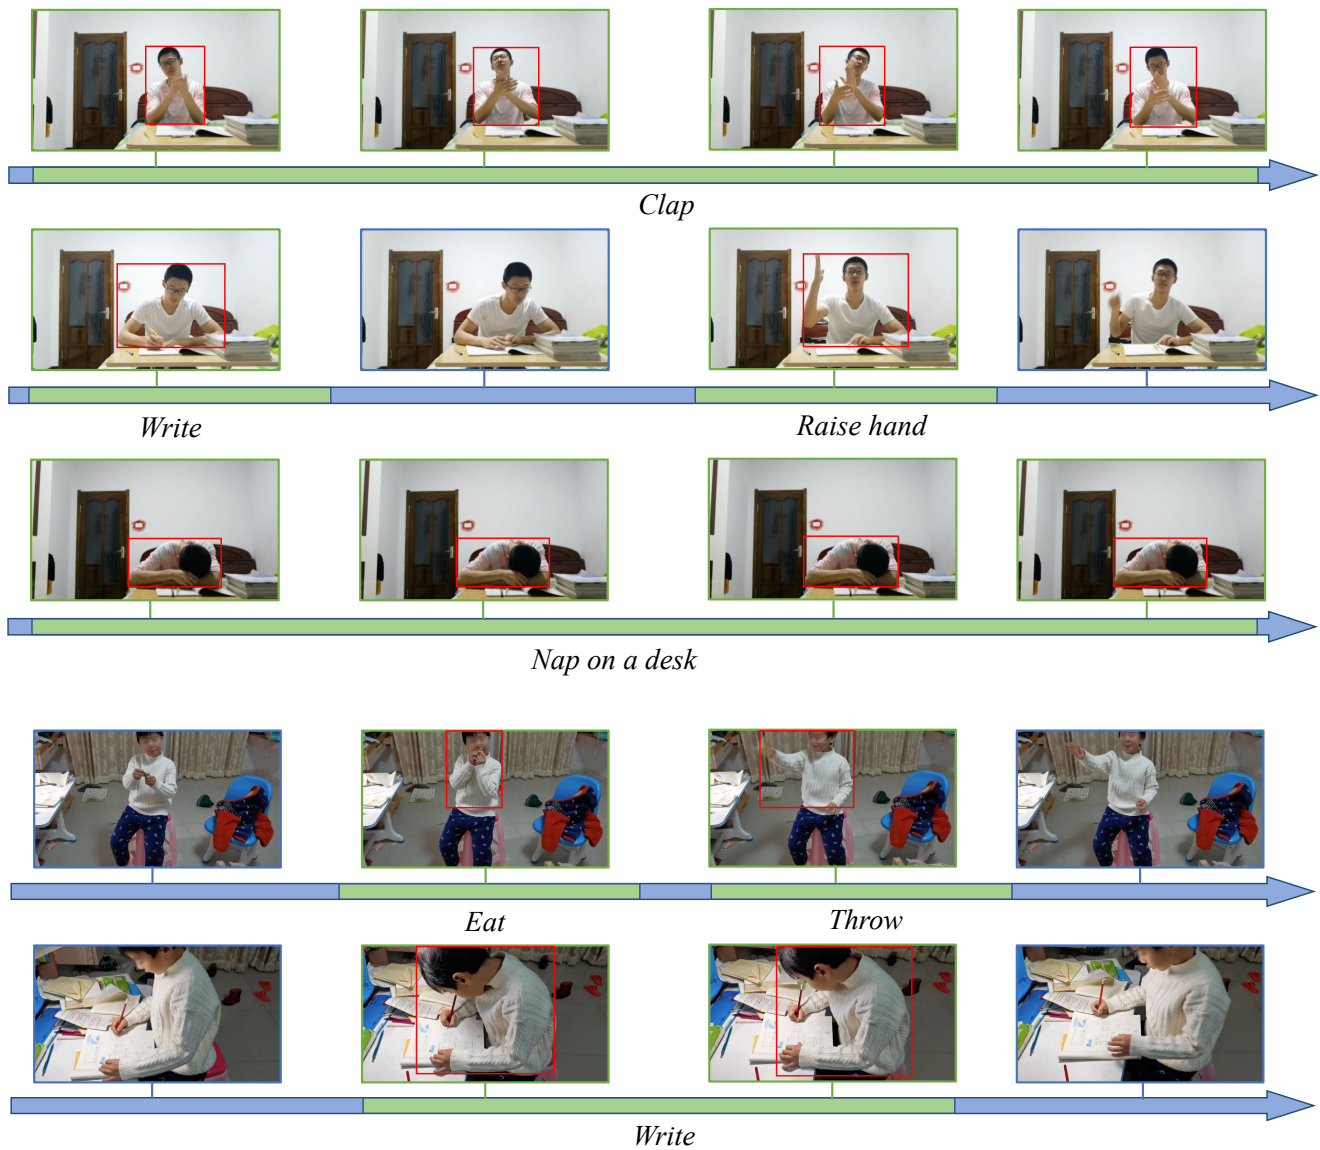 Clap
Write
Raise hand
Nap on a desk
Eat
Throw
Write